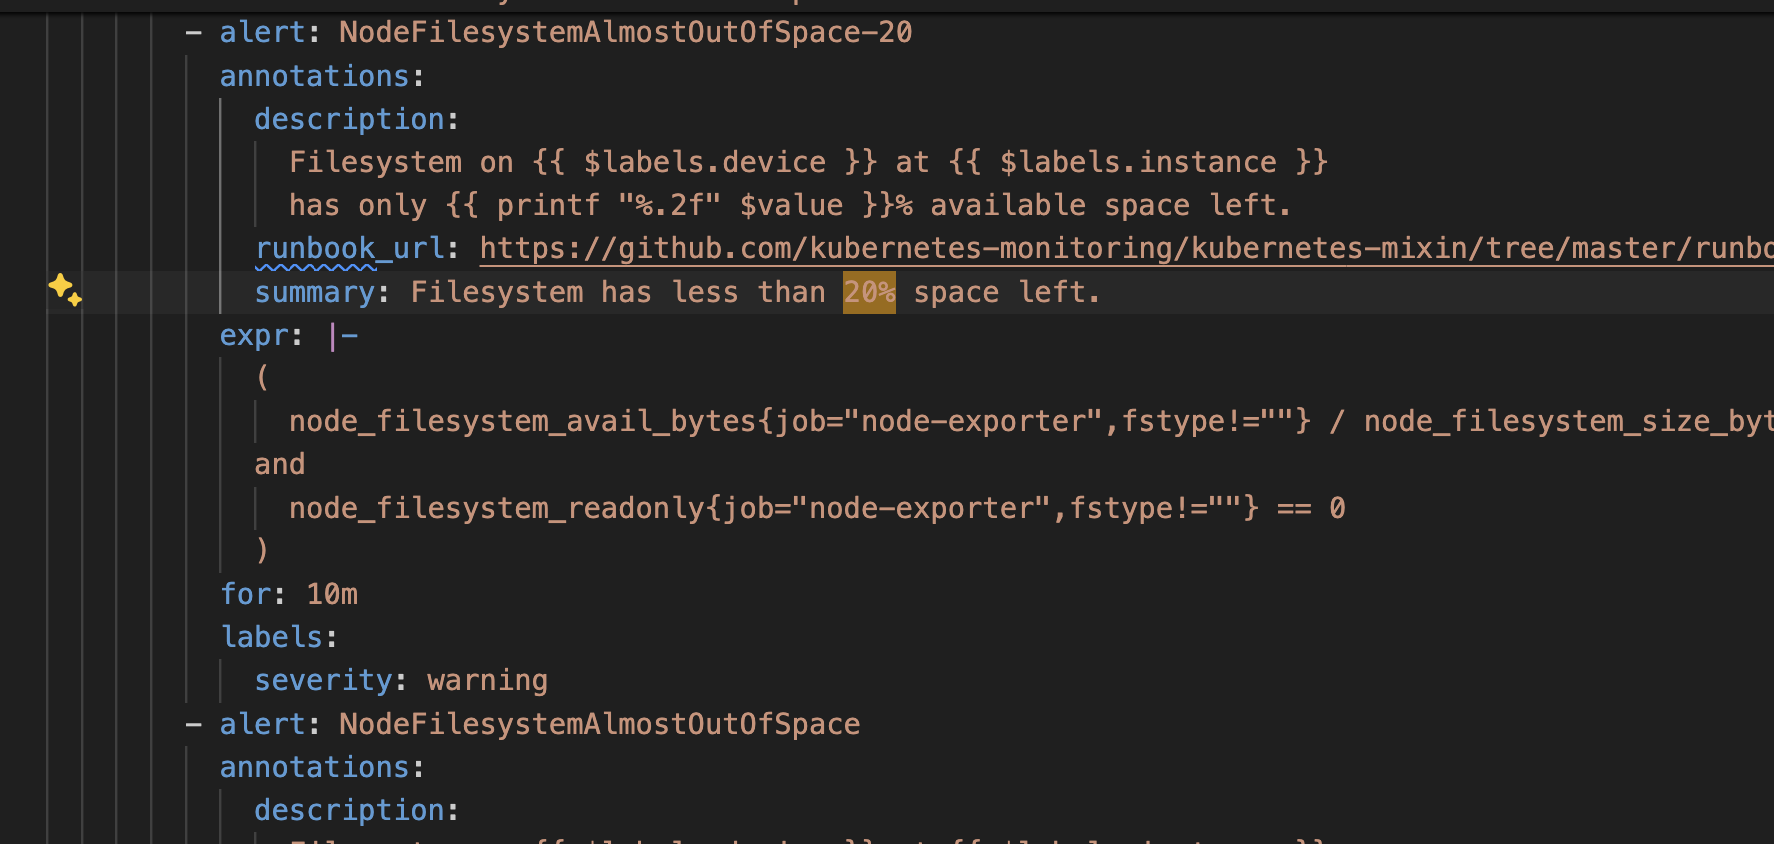 - alert: NodeFilesystemAlmostOutOfSpace-20
annotations:
description:
Filesystem on {{ $labels.device }} at {{ $labels.instance }}
has only {{ printf "%.2f" $value }}% available space left.
runbook_url: https://github.com/kubernetes-monitoring/kubernetes-mixin/tree/master/runbo
summary: Filesystem has less than 20% space left.
expr: |-
(
node_filesystem_avail_bytes{job="node-exporter",fstype!=""} / node_filesystem_size_byt
and
node_filesystem_readonly{job="node-exporter",fstype!=""} == 0
)
for: 10m
labels:
severity: warning
- alert: NodeFilesystemAlmostOutOfSpace
annotations:
description: